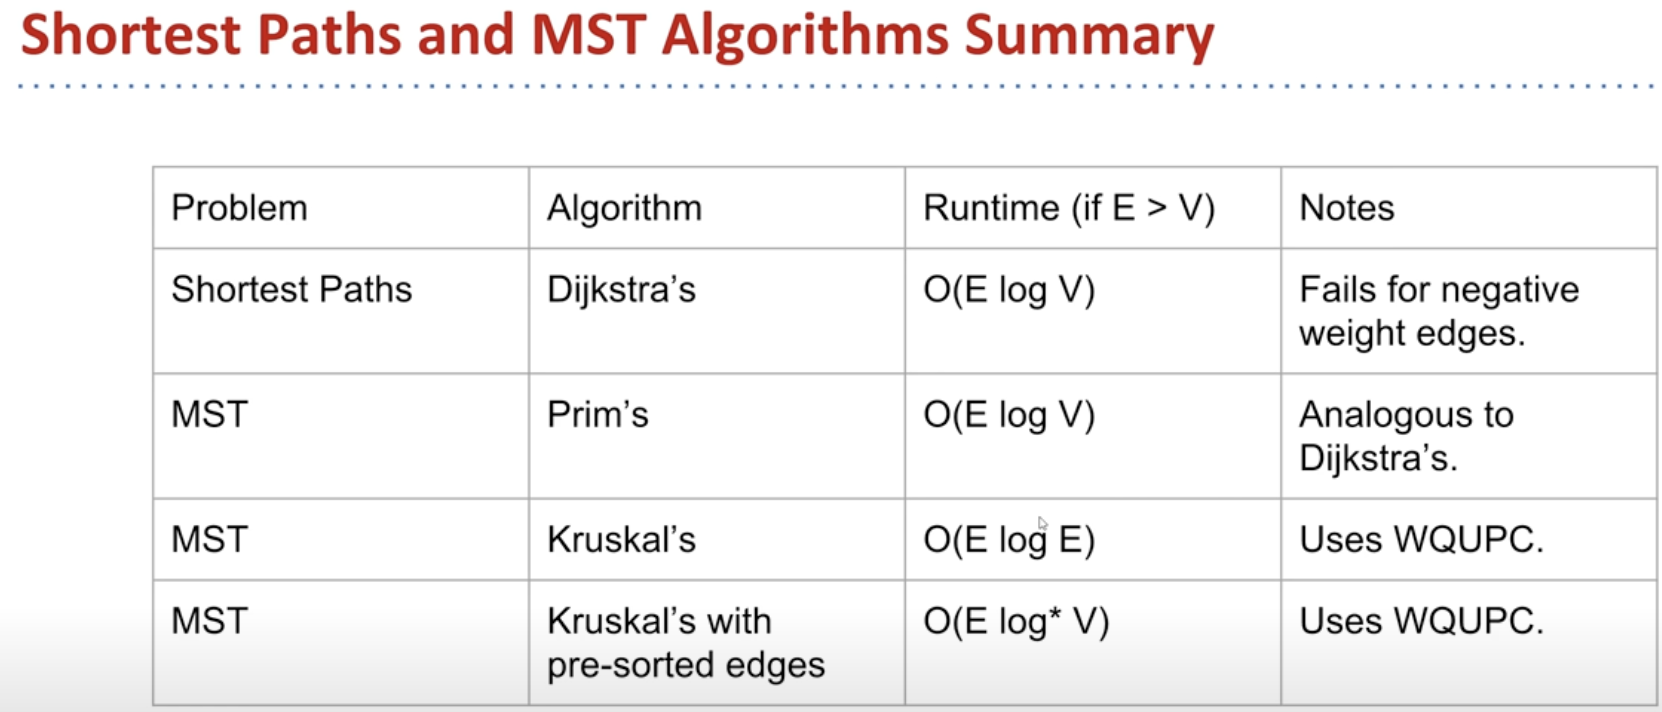 Shortest Paths and MST Algorithms Summary
Problem
Algorithm
Runtime (if E > V)
Notes
Shortest Paths
Dijkstra’s
O(E log V)
Fails for negative
weight edges.
MST
Prim’s
O(E log V)
Analogous to
Dijkstra’s.
MST
Kruskal’s
O(E log E)
Uses WQUPC.
MST
Kruskal’s with
pre-sorted edges
O(E log* V)
Uses WQUPC.